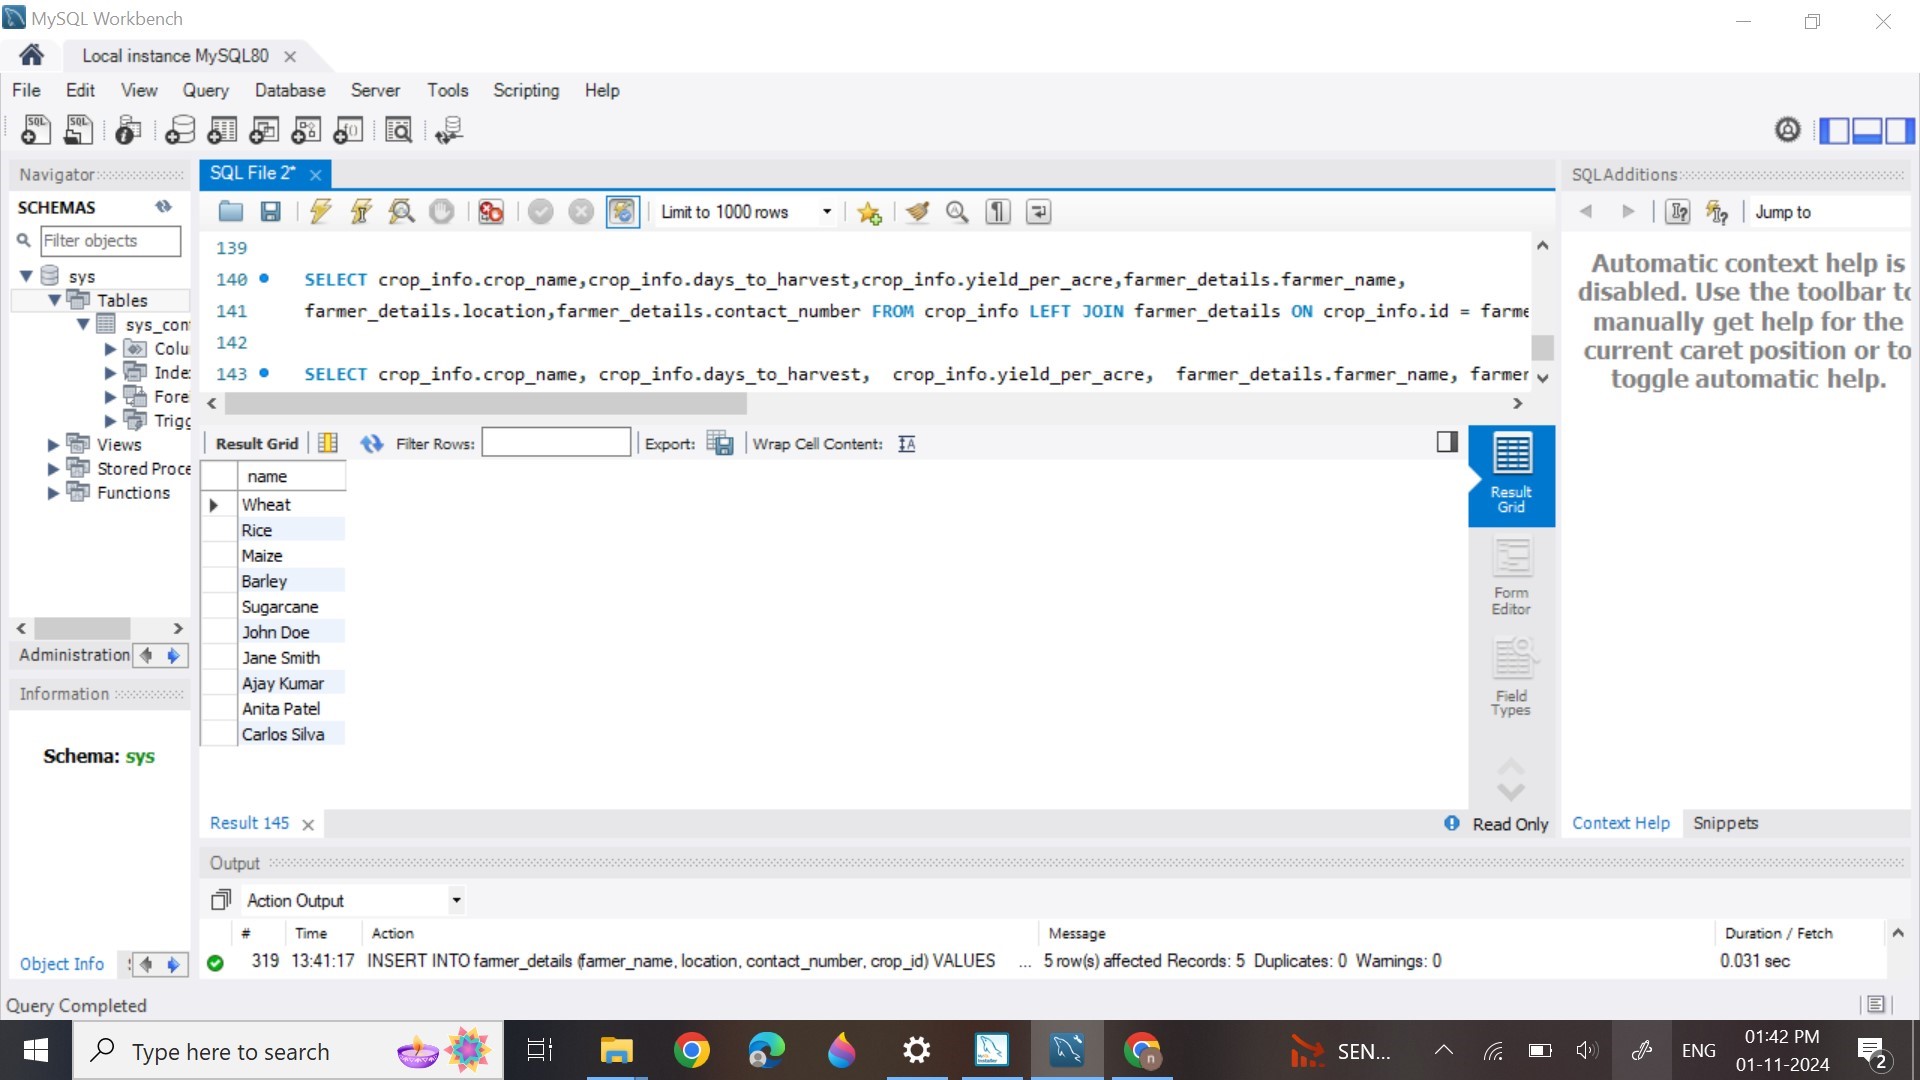 MySQL Workbench
Local instance MySQL80
File Edit View Query Database Server Tools Scripting Help
Navigator
SCHEMAS
Filter objects
sys
Tables
sys_con
Colu
Inde
Fore
Trig
Views
Stored Proce
Functions
Administration
Information
Schema: sys
Object Info
SQL File 2*
Limit to 1000 rows
139
140 SELECT crop_info.crop_name,crop_info.days_to_harvest,crop_info.yield_per_acre,farmer_details.farmer_name,
141 farmer_details.location,farmer_details.contact_number FROM crop_info LEFT JOIN farmer_details ON crop_info.id = farme
142
143 SELECT crop_info.crop_name, crop_info.days_to_harvest, crop_info.yield_per_acre, farmer_details.farmer_name, farmer
Result Grid Filter Rows: Export: Wrap Cell Content:
name
Wheat
Rice
Maize
Barley
Sugarcane
John Doe
Jane Smith
Ajay Kumar
Anita Patel
Carlos Silva
Result
Grid
Form
Editor
Field
Types
Result 145
Read Only
SQLAdditions
Jump to
Automatic context help is
disabled. Use the toolbar to
manually get help for the
current caret position or to
toggle automatic help.
Context Help Snippets
Output
Action Output
# Time Action Message Duration / Fetch
319 13:41:17 INSERT INTO farmer_details (farmer_name, location, contact_number, crop_id) VALUES ... 5 row(s) affected Records: 5 Duplicates: 0 Warnings: 0 0.031 sec
Query Completed
Type here to search
SEN...
ENG
01:42 PM
01-11-2024
2